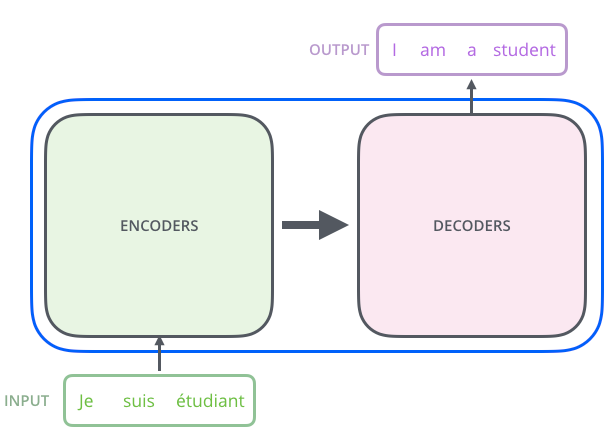 OUTPUT I am a student
ENCODERS DECODERS
INPUT Je suis étudiant